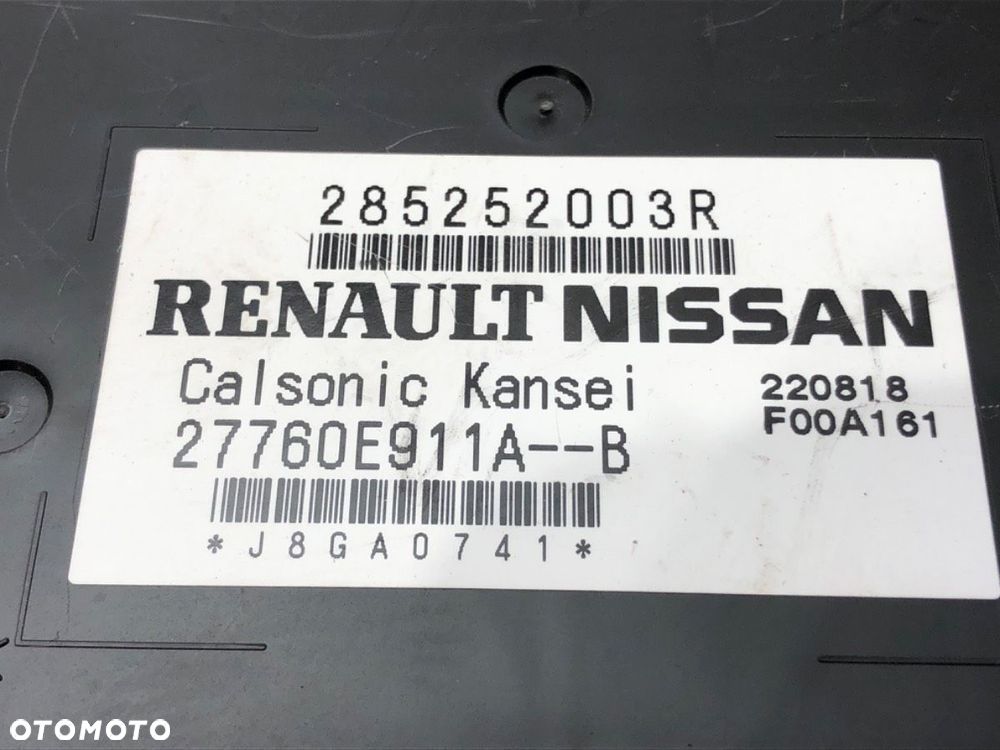 285252003R
RENAULT NISSAN
Calsonic Kansei
220818
27760E911A--B
F00A161
*J8GA0741*
OTOMOTO